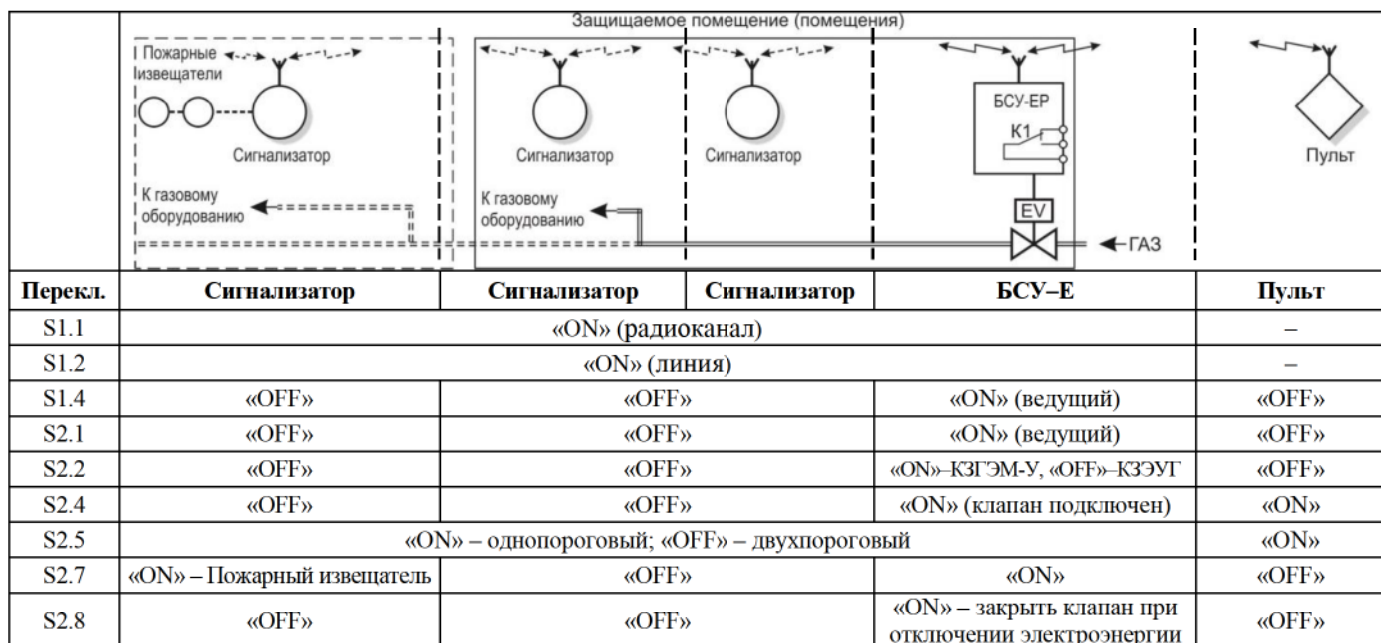 Защищаемое помещение (помещения)
Пожарные
извещатели
Сигнализатор
Сигнализатор
Сигнализатор
БСУ-ЕР
К1
Пульт
К газовому
оборудованию
К газовому
оборудованию
EV
ГАЗ
Перекл. Сигнализатор Сигнализатор Сигнализатор БСУ–Е Пульт
S1.1 «ON» (радиоканал) –
S1.2 «ON» (линия) –
S1.4 «OFF» «OFF» «ON» (ведущий) «OFF»
S2.1 «OFF» «OFF» «ON» (ведущий) «OFF»
S2.2 «OFF» «OFF» «ON»–КЗГЭМ-У, «OFF»–КЗЭУГ «OFF»
S2.4 «OFF» «OFF» «ON» (клапан подключен) «ON»
S2.5 «ON» – однопороговый; «OFF» – двухпороговый «ON»
S2.7 «ON» – Пожарный извещатель «OFF» «ON» «OFF»
S2.8 «OFF» «OFF» «ON» – закрыть клапан при
отключении электроэнергии «OFF»